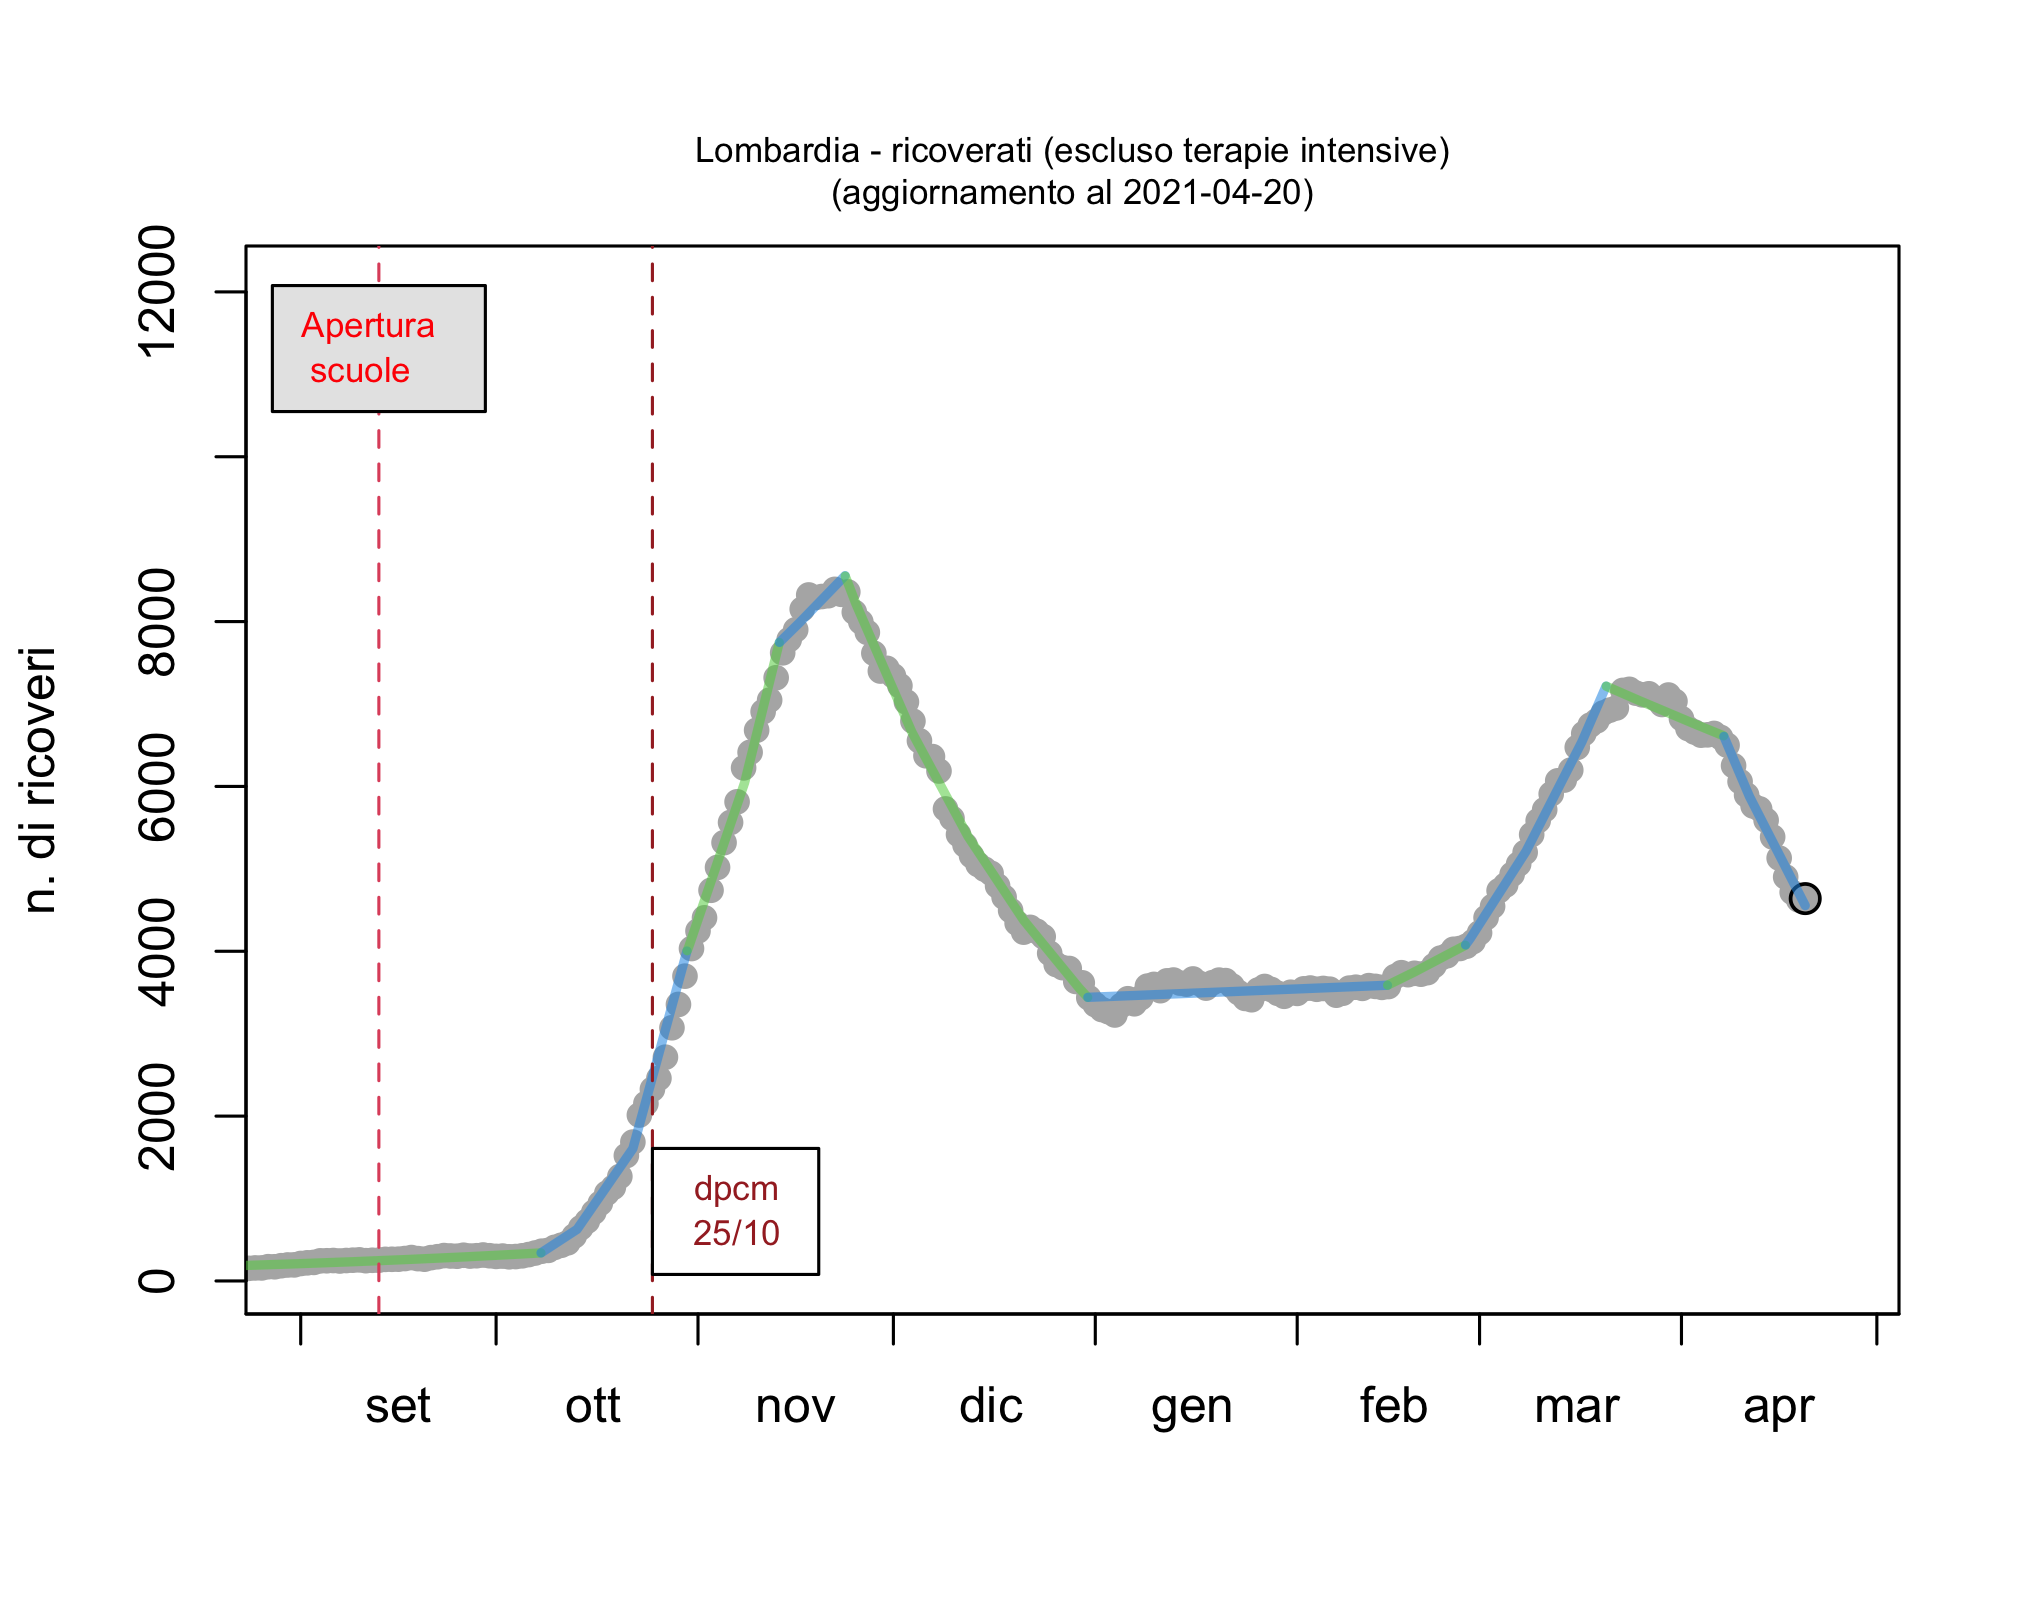 Lombardia - ricoverati (escluso terapie intensive)
(aggiornamento al 2021-04-20)
n. di ricoveri
12000
8000
6000
4000
2000
0
Apertura
scuole
dpcm
25/10
set ott nov dic gen feb mar apr